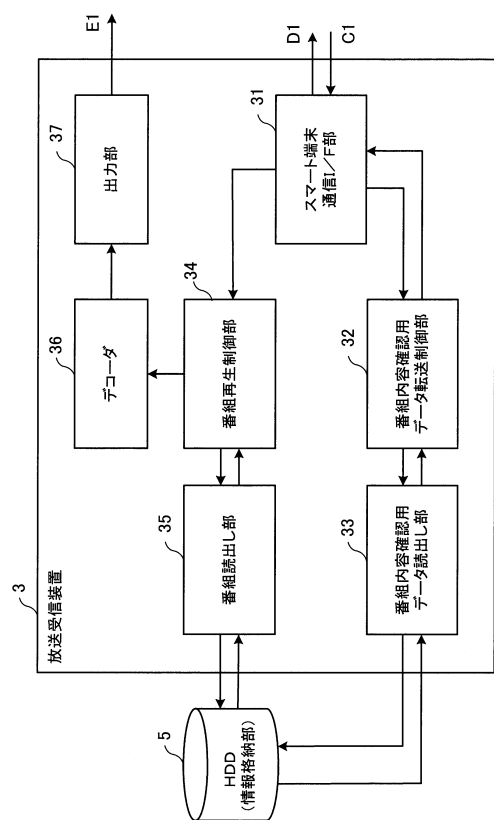 3
放送受信装置
5
HDD
(情報格納部)
35
番組読出し部
34
番組再生制御部
36
デコーダ
37
出力部
E1
33
番組内容確認用
データ読出し部
32
番組内容確認用
データ転送制御部
31
スマート端末
通信I/F部
D1
C1